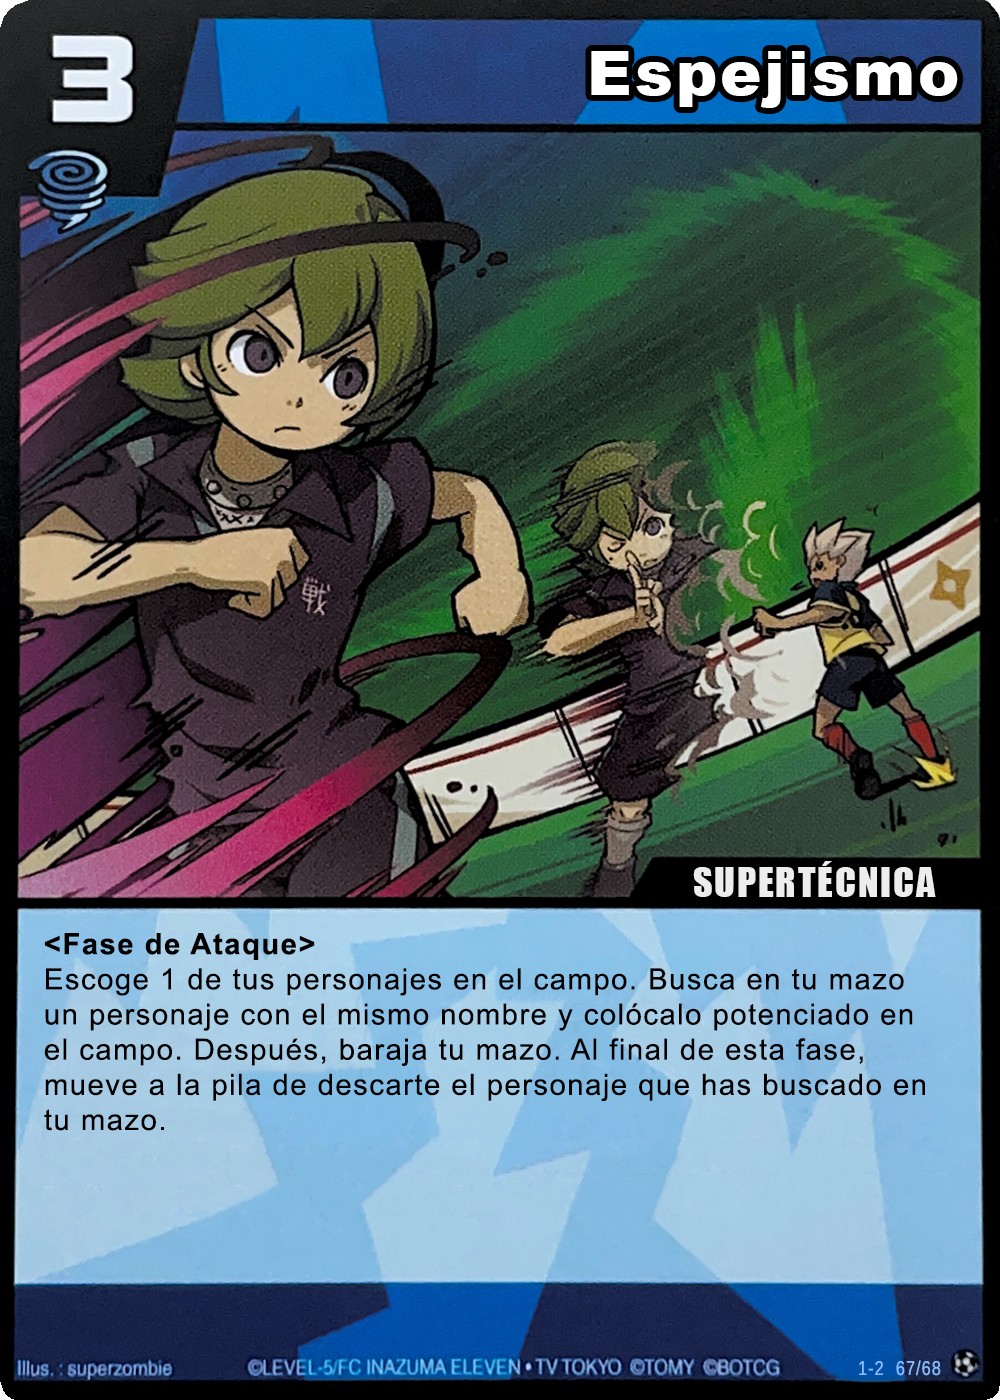 3
Espejismo
戦
SUPERTÉCNICA
<Fase de Ataque>
Escoge 1 de tus personajes en el campo. Busca en tu mazo
un personaje con el mismo nombre y colócalo potenciado en
el campo. Después, baraja tu mazo. Al final de esta fase,
mueve a la pila de descarte el personaje que has buscado en
tu mazo.
Illus. : superzombie
©LEVEL-5/FC INAZUMA ELEVEN • TV TOKYO ©TOMY ©BOTCG
1-2 67/68